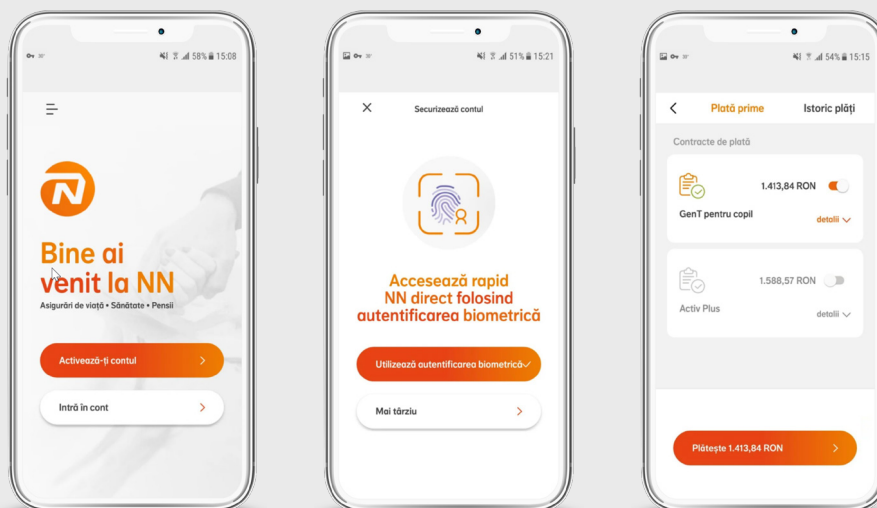 58% 15:08
Bine ai
venit la NN
Asigurări de viață • Sănătate • Pensii
Activează-ți contul
Intră în cont
51% 15:21
Securizează contul
Accesează rapid
NN direct folosind
autentificarea biometrică
Utilizează autentificarea biometrică
Mai târziu
54% 15:15
Plată prime Istoric plăți
Contracte de plată
1.413,84 RON
GenT pentru copil detalii
1.588,57 RON
Activ Plus detalii
Plătește 1.413,84 RON